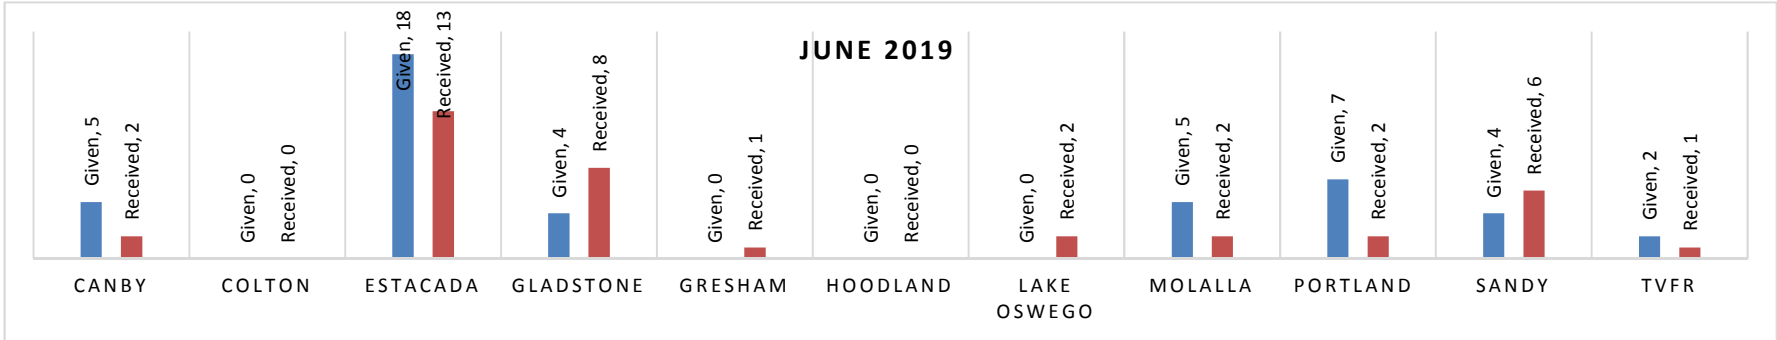 JUNE 2019
Given, 5
Received, 2
Given, 0
Received, 0
Given, 18
Received, 13
Given, 4
Received, 8
Given, 0
Received, 1
Given, 0
Received, 0
Given, 0
Received, 2
Given, 5
Received, 2
Given, 7
Received, 2
Given, 4
Received, 6
Given, 2
Received, 1
CANBY
COLTON
ESTACADA
GLADSTONE
GRESHAM
HOODLAND
LAKE
OSWEGO
MOLALLA
PORTLAND
SANDY
TVFR